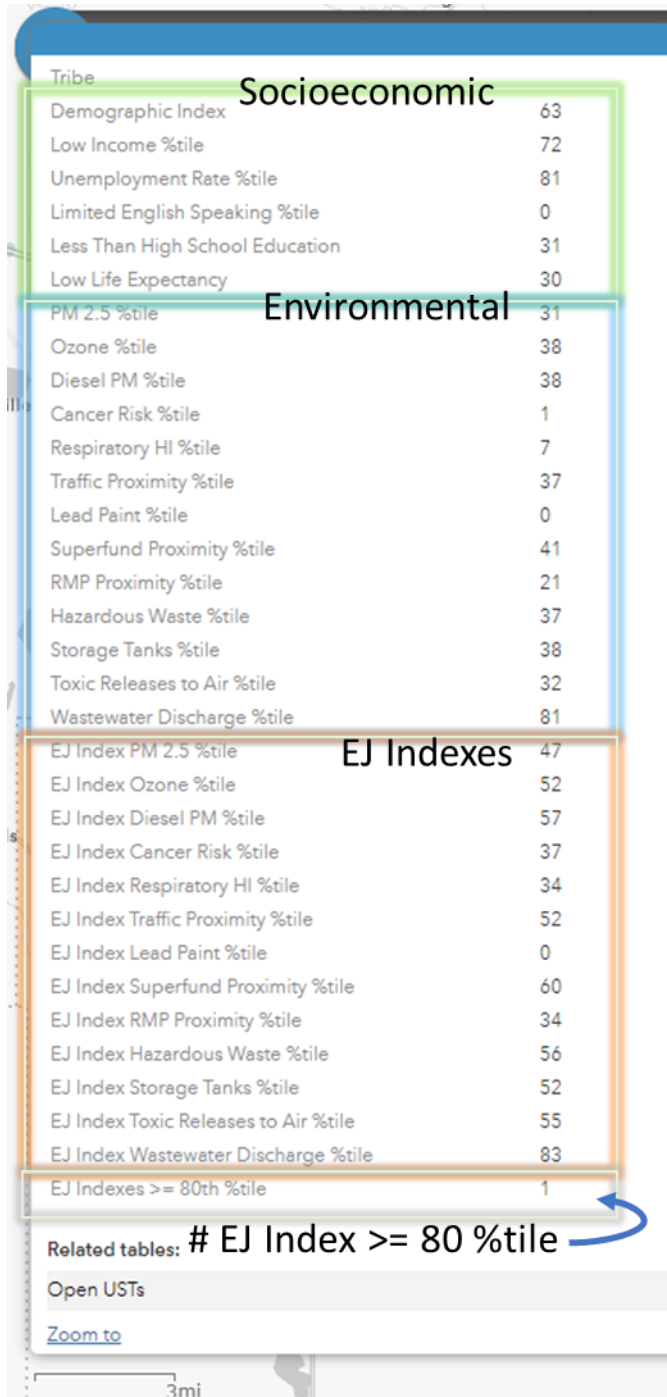 Tribe
Socioeconomic
Demographic Index 63
Low Income %tile 72
Unemployment Rate %tile 81
Limited English Speaking %tile 0
Less Than High School Education 31
Low Life Expectancy 30
Environmental
PM 2.5 %tile 31
Ozone %tile 38
Diesel PM %tile 38
Cancer Risk %tile 1
Respiratory HI %tile 7
Traffic Proximity %tile 37
Lead Paint %tile 0
Superfund Proximity %tile 41
RMP Proximity %tile 21
Hazardous Waste %tile 37
Storage Tanks %tile 38
Toxic Releases to Air %tile 32
Wastewater Discharge %tile 81
EJ Indexes
EJ Index PM 2.5 %tile 47
EJ Index Ozone %tile 52
EJ Index Diesel PM %tile 57
EJ Index Cancer Risk %tile 37
EJ Index Respiratory HI %tile 34
EJ Index Traffic Proximity %tile 52
EJ Index Lead Paint %tile 0
EJ Index Superfund Proximity %tile 60
EJ Index RMP Proximity %tile 34
EJ Index Hazardous Waste %tile 56
EJ Index Storage Tanks %tile 52
EJ Index Toxic Releases to Air %tile 55
EJ Index Wastewater Discharge %tile 83
EJ Indexes >= 80th %tile 1
Related tables: # EJ Index >= 80 %tile
Open USTs
Zoom to
3mi